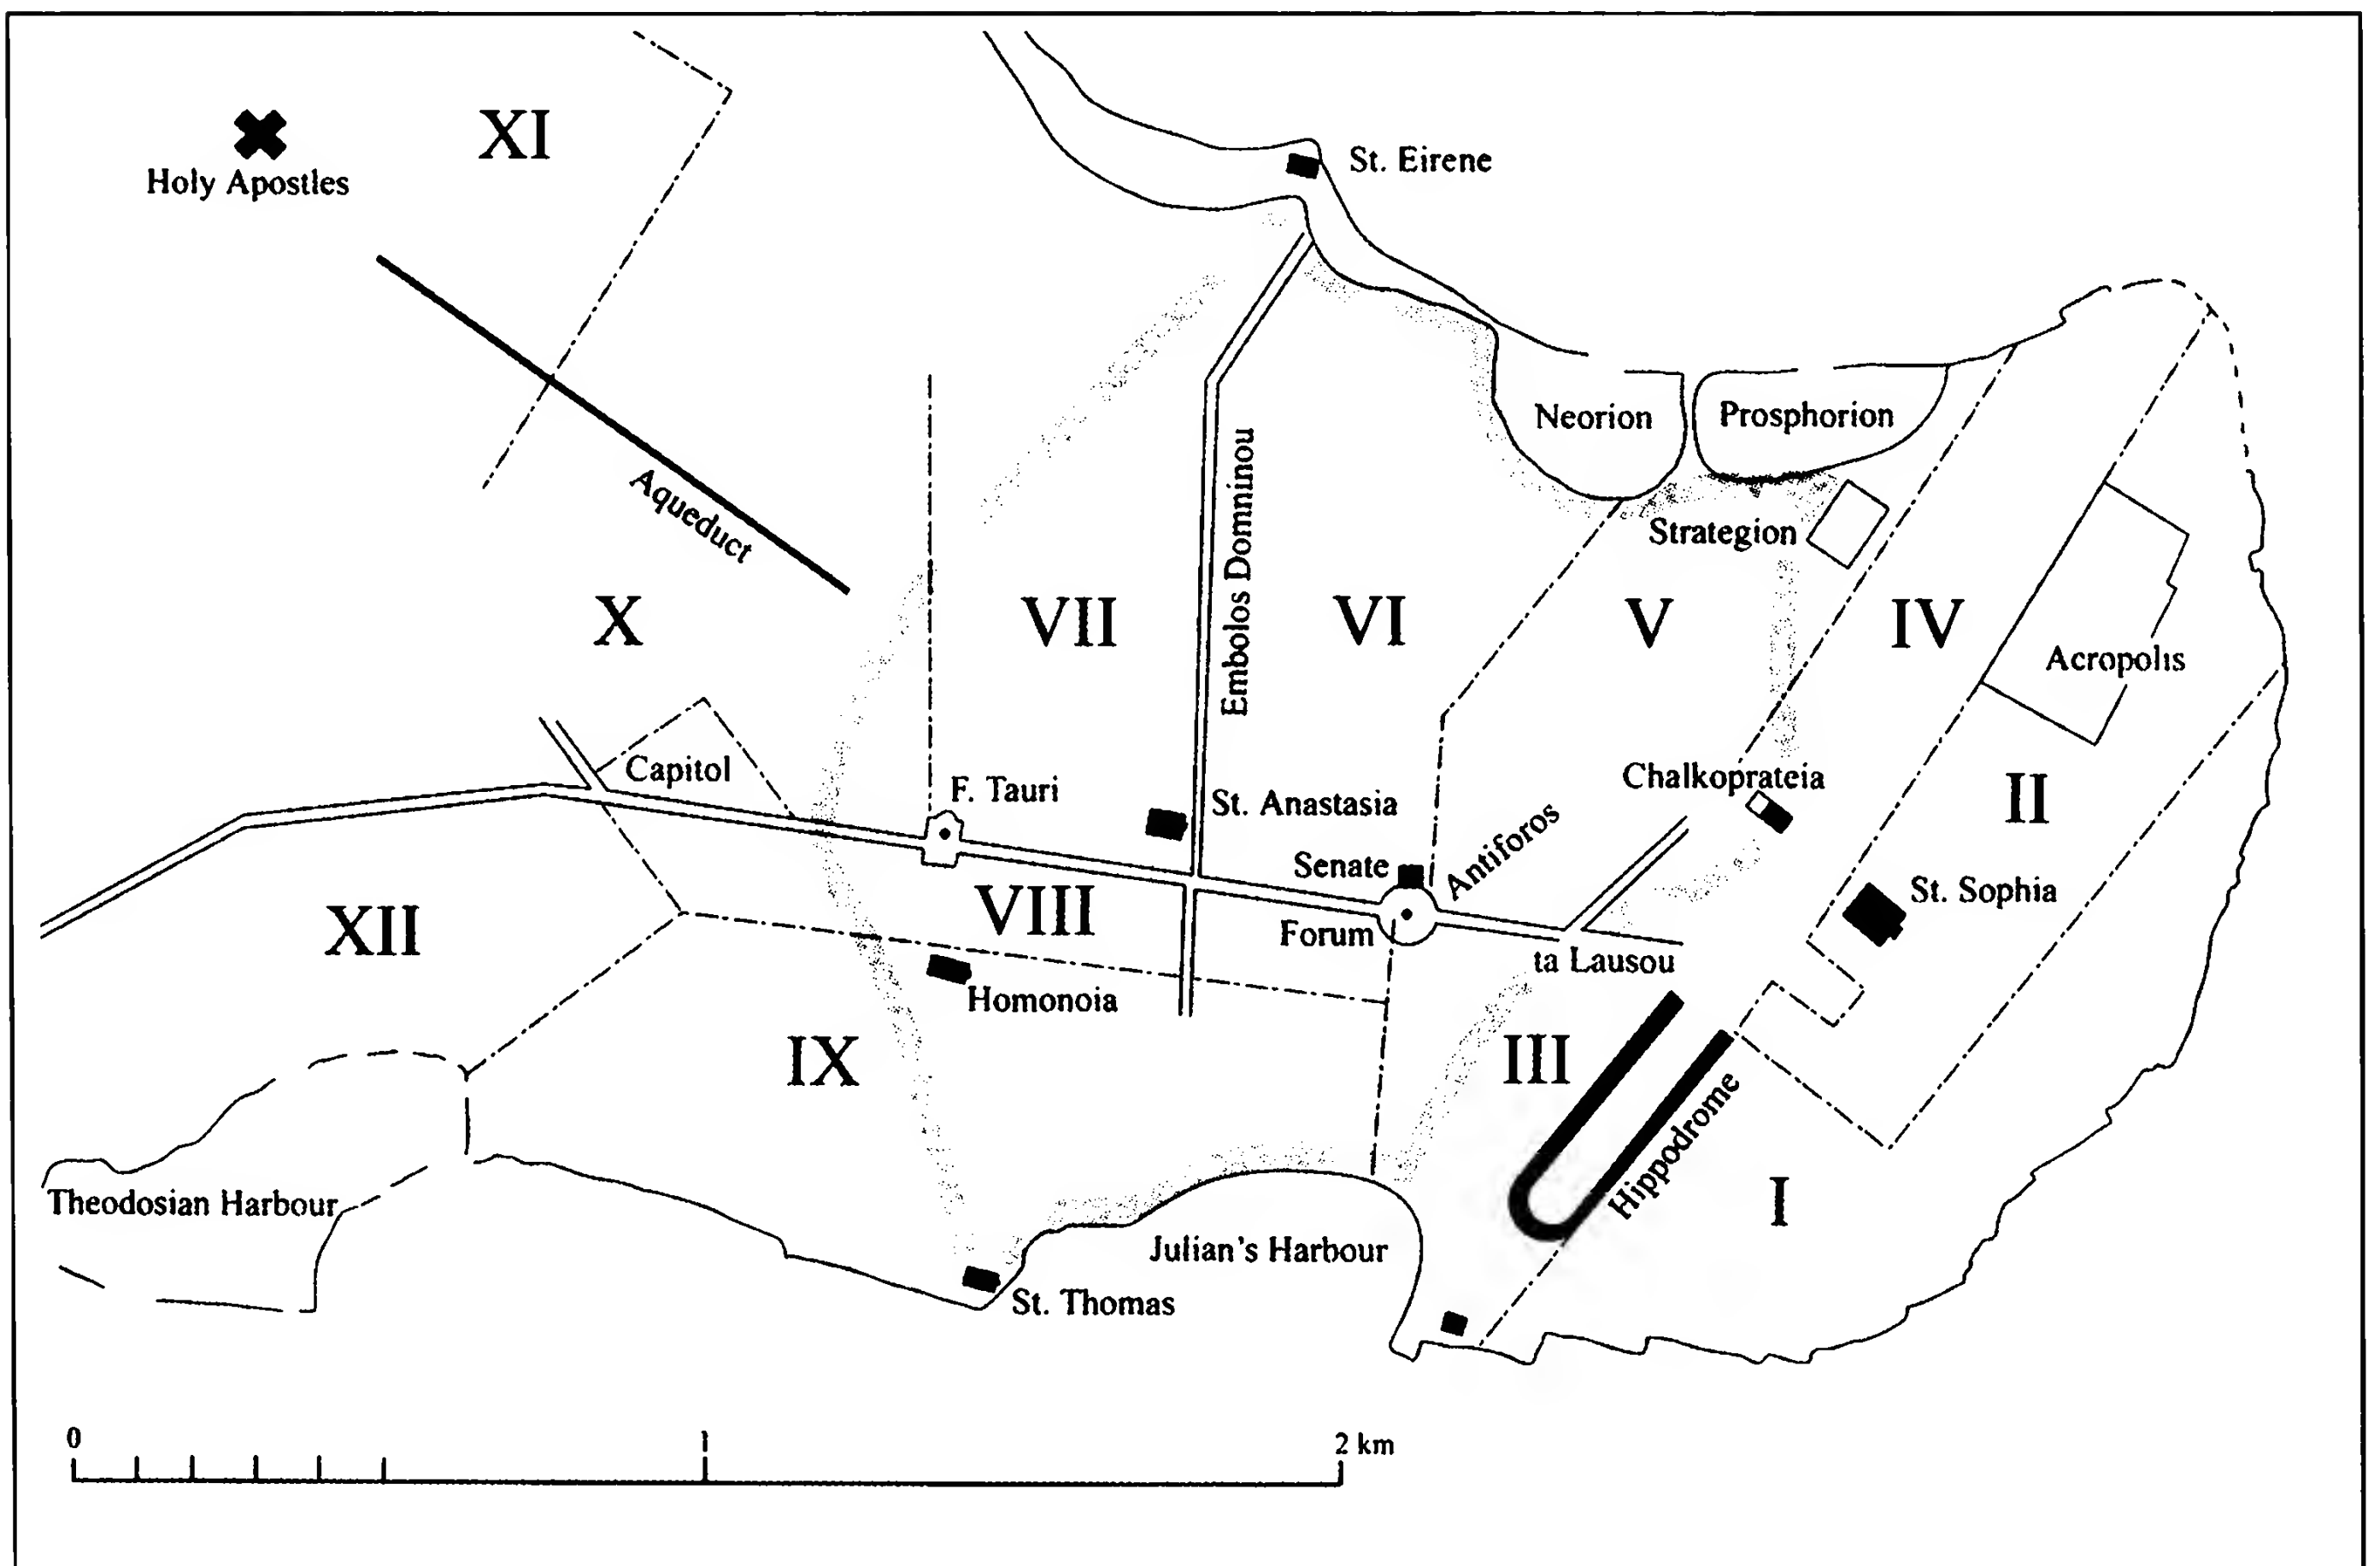 XI
Holy Apostles
St. Eirene
Neorion
Prosphorion
Aqueduct
Embolos Domninou
Strategion
X
VII
VI
V
IV
Acropolis
Capitol
F. Tauri
St. Anastasia
Chalkoprateia
II
Senate
Antiforos
St. Sophia
XII
VIII
Forum
ta Lausou
Homonoia
IX
III
Hippodrome
I
Theodosian Harbour
Julian's Harbour
St. Thomas
0
1
2 km